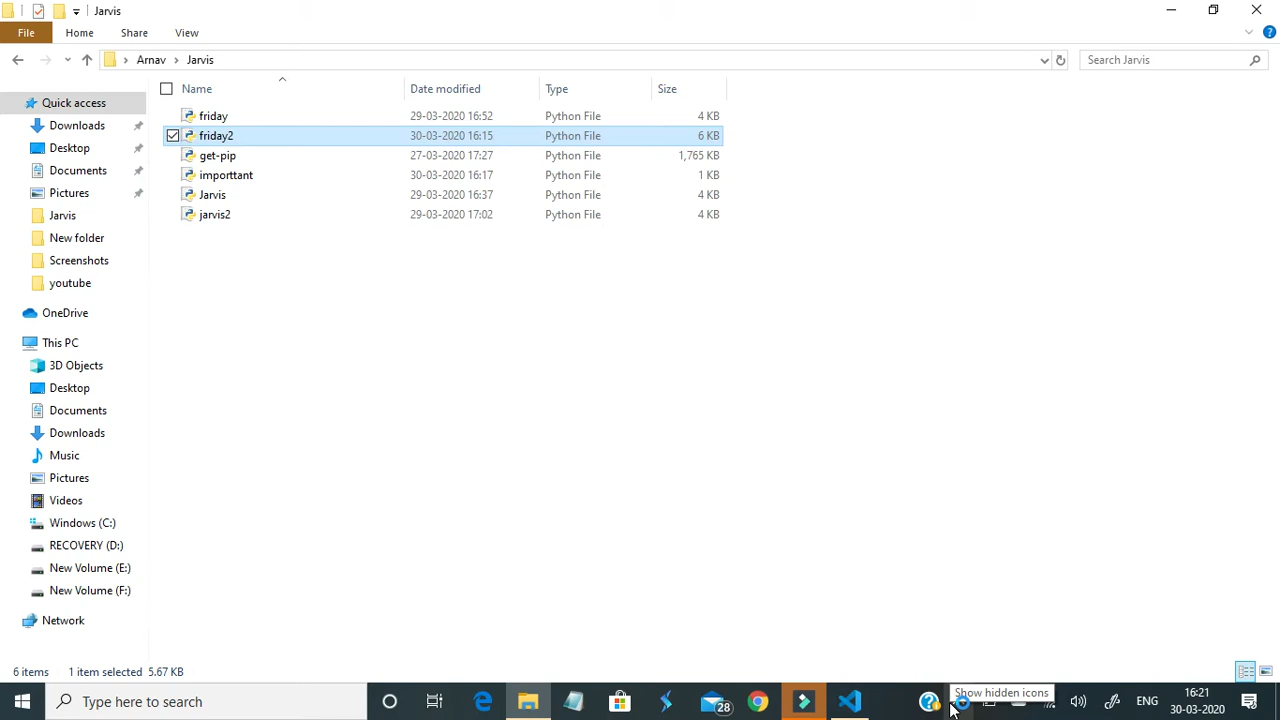 Jarvis
File Home Share View
Arnav Jarvis Search Jarvis
Name Date modified Type Size
friday 29-03-2020 16:52 Python File 4 KB
friday2 30-03-2020 16:15 Python File 6 KB
get-pip 27-03-2020 17:27 Python File 1,765 KB
importtant 30-03-2020 16:17 Python File 1 KB
Jarvis 29-03-2020 16:37 Python File 4 KB
jarvis2 29-03-2020 17:02 Python File 4 KB
Quick access
Downloads
Desktop
Documents
Pictures
Jarvis
New folder
Screenshots
youtube
OneDrive
This PC
3D Objects
Desktop
Documents
Downloads
Music
Pictures
Videos
Windows (C:)
RECOVERY (D:)
New Volume (E:)
New Volume (F:)
Network
6 items 1 item selected 5.67 KB
Show hidden icons
Type here to search 28 ENG 16:21
30-03-2020